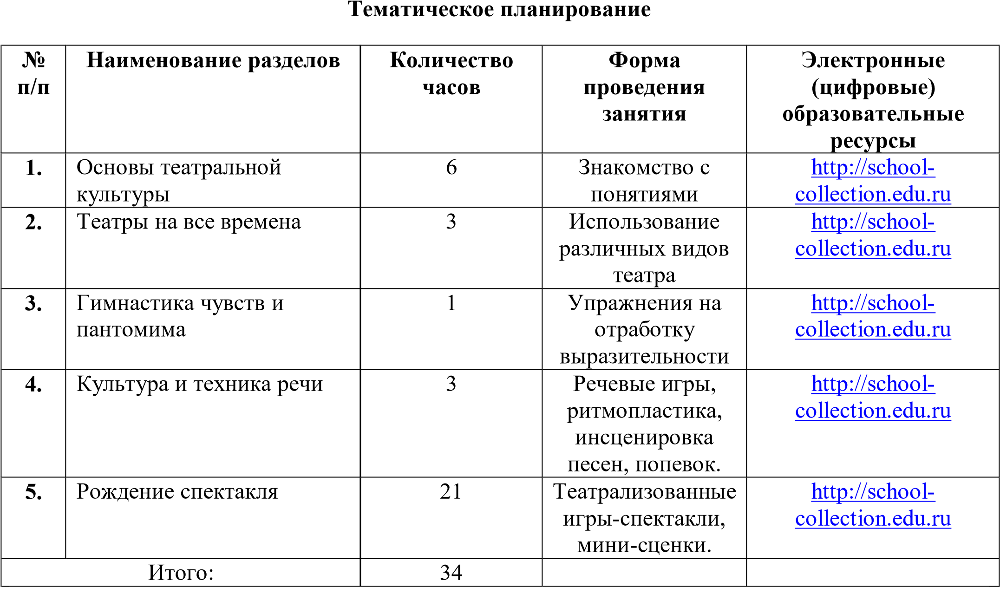 Тематическое планирование
№
п/п
Наименование разделов
Количество
часов
Форма
проведения
занятия
Электронные
(цифровые)
образовательные
ресурсы
1.
Основы театральной
культуры
6
Знакомство с
понятиями
http://school-
collection.edu.ru
2.
Театры на все времена
3
Использование
различных видов
театра
http://school-
collection.edu.ru
3.
Гимнастика чувств и
пантомима
1
Упражнения на
отработку
выразительности
http://school-
collection.edu.ru
4.
Культура и техника речи
3
Речевые игры,
ритмопластика,
инсценировка
песен, попевок.
http://school-
collection.edu.ru
5.
Рождение спектакля
21
Театрализованные
игры-спектакли,
мини-сценки.
http://school-
collection.edu.ru
Итого:
34